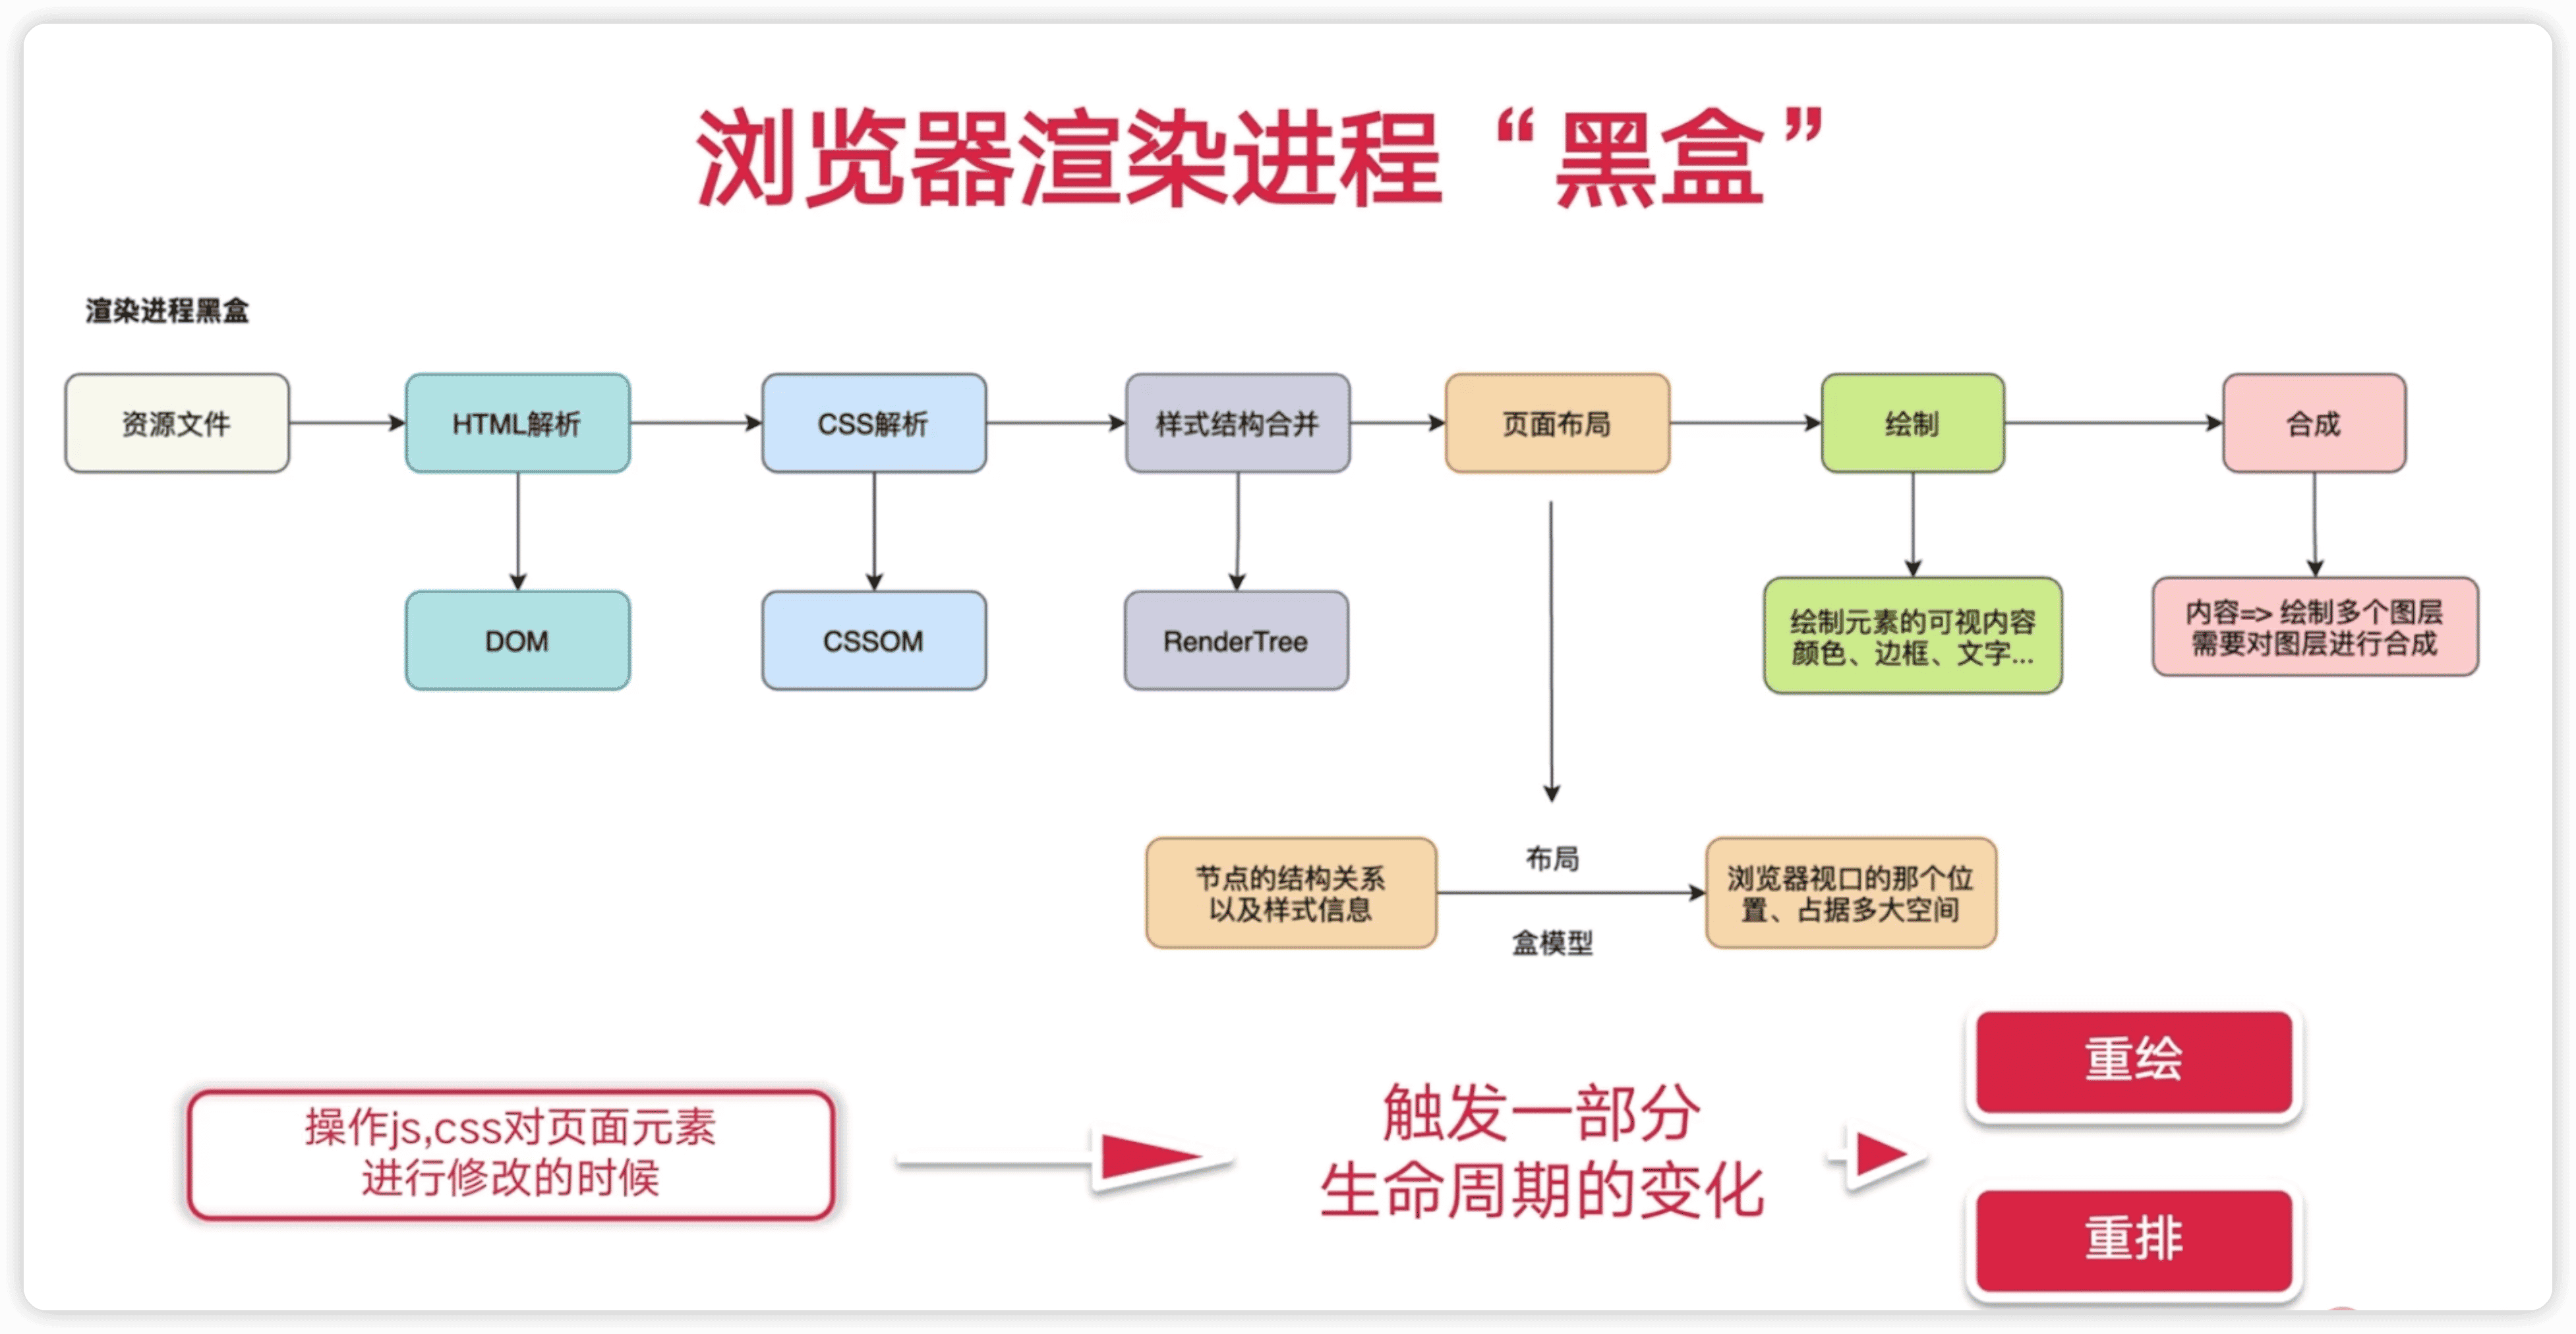 浏览器渲染进程“黑盒”
渲染进程黑盒
资源文件
HTML解析
CSS解析
样式结构合并
页面布局
绘制
合成
DOM
CSSOM
RenderTree
绘制元素的可视内容
颜色、边框、文字...
内容=> 绘制多个图层
需要对图层进行合成
节点的结构关系
以及样式信息
布局
盒模型
浏览器视口的那个位
置、占据多大空间
操作js,css对页面元素
进行修改的时候
触发一部分
生命周期的变化
重绘
重排